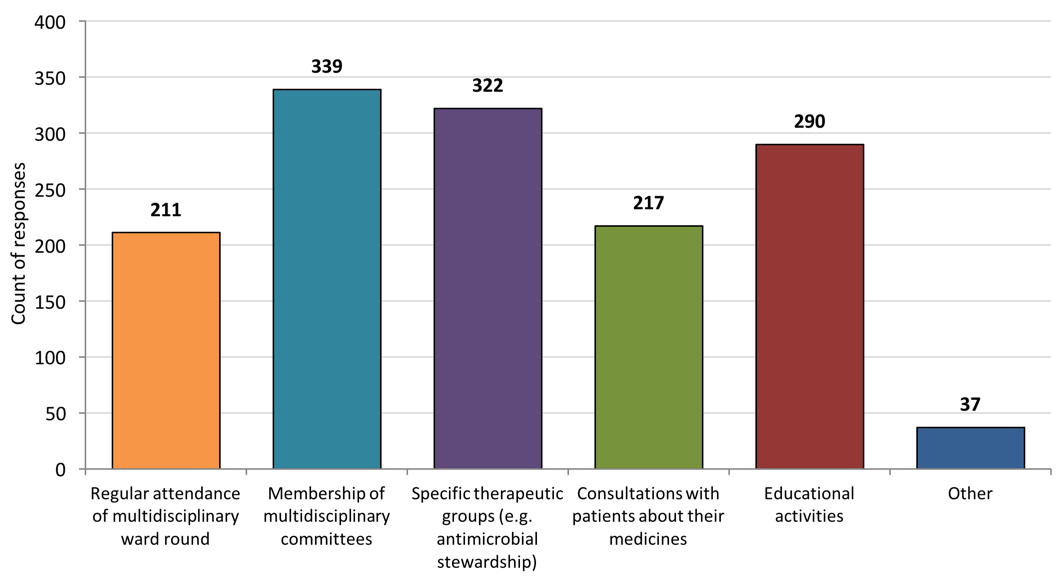 400
350
300
250
200
150
100
50
0
Count of responses
211
339
322
217
290
37
Regular attendance
of multidisciplinary
ward round
Membership of
multidisciplinary
committees
Specific therapeutic
groups (e.g.
antimicrobial
stewardship)
Consultations with
patients about their
medicines
Educational
activities
Other